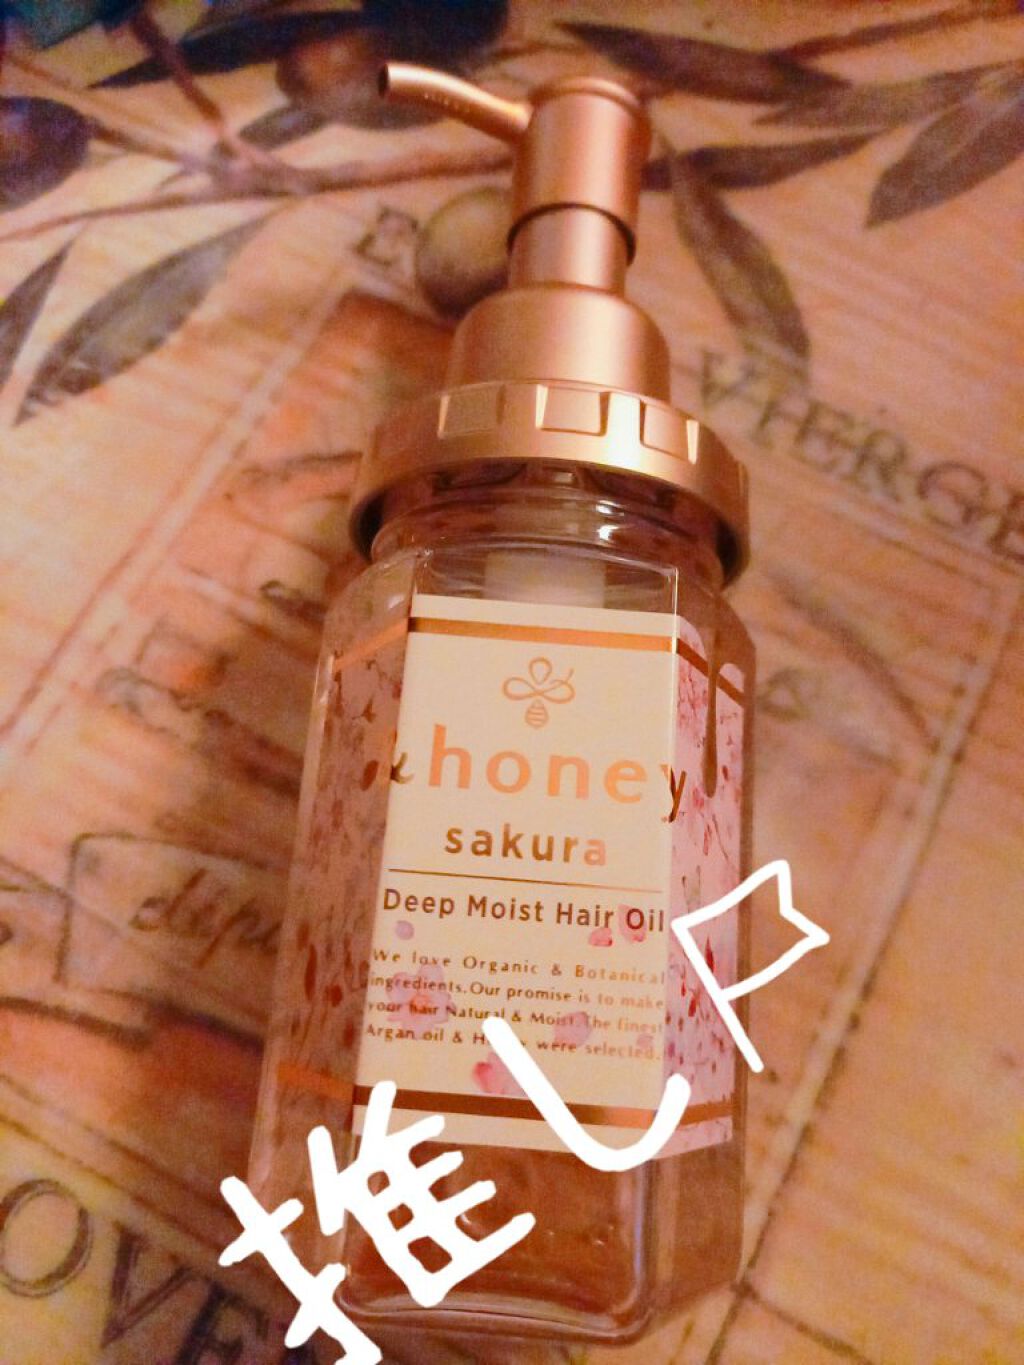 E
VIERGE
&honey
sakura
Deep Moist Hair Oil
We love Organic & Botanical
ingredients.Our promise is to make
your hair Natural & Moist.The finest
Argan oil & H y were selected.
推し
OVE